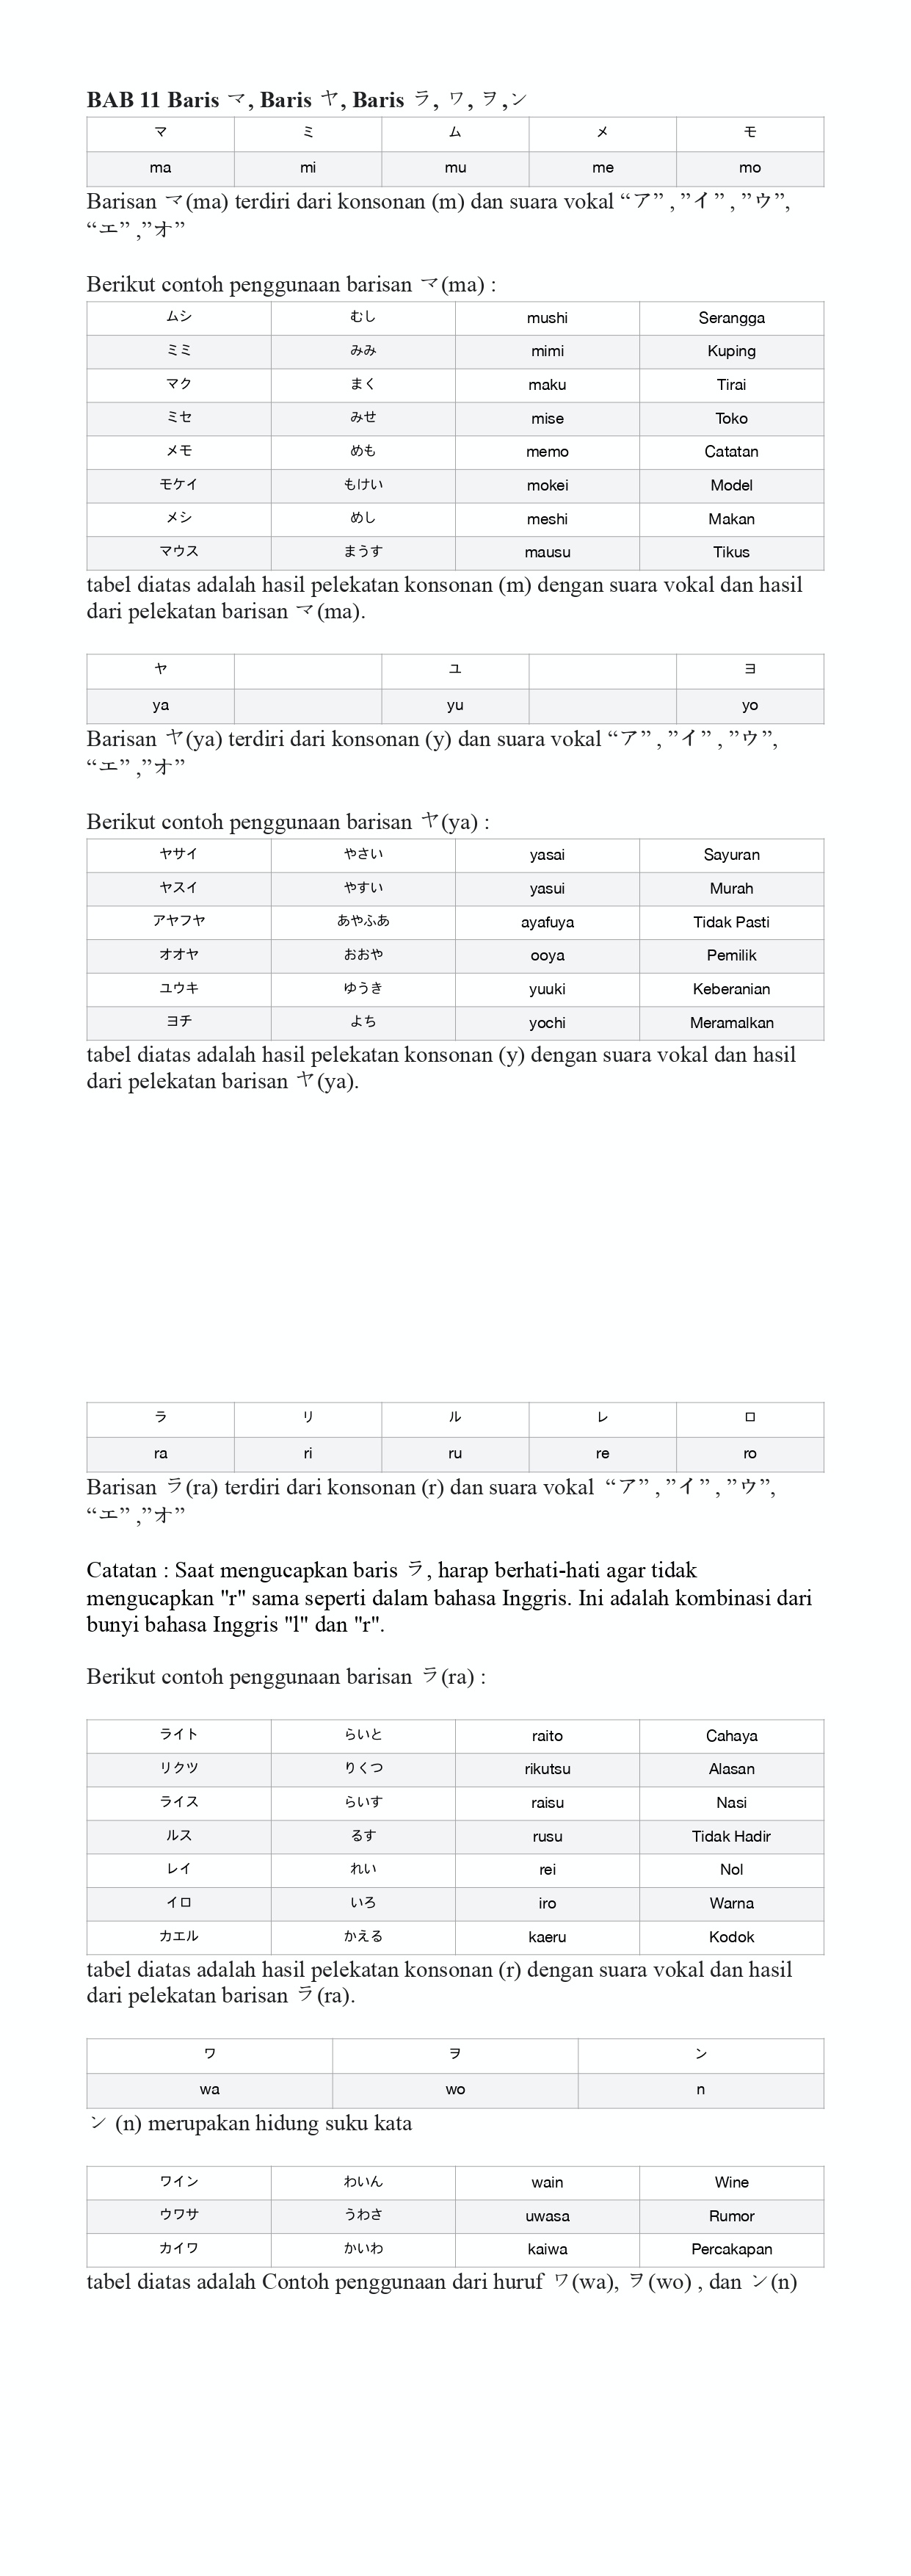 BAB 11 Baris マ, Baris ヤ, Baris ラ, ワ, ヲ,ン
マ ミ ム メ モ
ma mi mu me mo
Barisan マ(ma) terdiri dari konsonan (m) dan suara vokal “ア” , ”イ” , ”ウ”,
“エ” ,”オ”
Berikut contoh penggunaan barisan マ(ma) :
ムシ むし mushi Serangga
ミミ みみ mimi Kuping
マク まく maku Tirai
ミセ みせ mise Toko
メモ めも memo Catatan
モケイ もけい mokei Model
メシ めし meshi Makan
マウス まうす mausu Tikus
tabel diatas adalah hasil pelekatan konsonan (m) dengan suara vokal dan hasil
dari pelekatan barisan マ(ma).
ヤ ユ ヨ
ya yu yo
Barisan ヤ(ya) terdiri dari konsonan (y) dan suara vokal “ア” , ”イ” , ”ウ”,
“エ” ,”オ”
Berikut contoh penggunaan barisan ヤ(ya) :
ヤサイ やさい yasai Sayuran
ヤスイ やすい yasui Murah
アヤフヤ あやふあ ayafuya Tidak Pasti
オオヤ おおや ooya Pemilik
ユウキ ゆうき yuuki Keberanian
ヨチ よち yochi Meramalkan
tabel diatas adalah hasil pelekatan konsonan (y) dengan suara vokal dan hasil
dari pelekatan barisan ヤ(ya).
ラ リ ル レ ロ
ra ri ru re ro
Barisan ラ(ra) terdiri dari konsonan (r) dan suara vokal “ア” , ”イ” , ”ウ”,
“エ” ,”オ”
Catatan : Saat mengucapkan baris ラ, harap berhati-hati agar tidak
mengucapkan "r" sama seperti dalam bahasa Inggris. Ini adalah kombinasi dari
bunyi bahasa Inggris "l" dan "r".
Berikut contoh penggunaan barisan ラ(ra) :
ライト らいと raito Cahaya
リクツ りくつ rikutsu Alasan
ライス らいす raisu Nasi
ルス るす rusu Tidak Hadir
レイ れい rei Nol
イロ いろ iro Warna
カエル かえる kaeru Kodok
tabel diatas adalah hasil pelekatan konsonan (r) dengan suara vokal dan hasil
dari pelekatan barisan ラ(ra).
ワ ヲ ン
wa wo n
ン (n) merupakan hidung suku kata
ワイン わいん wain Wine
ウワサ うわさ uwasa Rumor
カイワ かいわ kaiwa Percakapan
tabel diatas adalah Contoh penggunaan dari huruf ワ(wa), ヲ(wo) , dan ン(n)